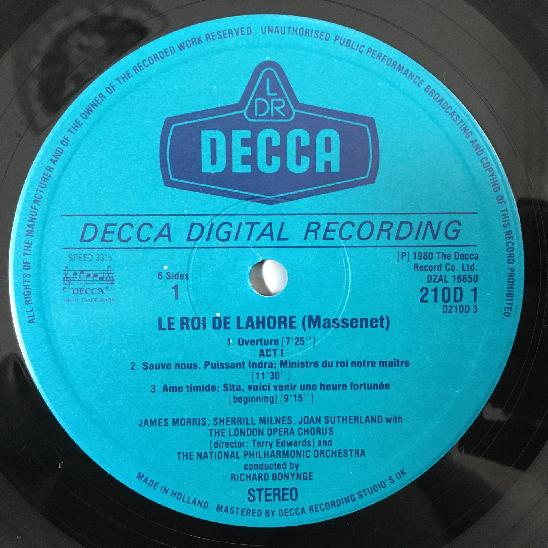 ALL RIGHTS OF THE MANUFACTURER AND OF THE OWNER OF THE RECORDED WORK RESERVED UNAUTHORISED PUBLIC PERFORMANCE BROADCASTING AND COPYING OF THIS RECORD PROHIBITED
L
DR
DECCA
DECCA DIGITAL RECORDING
SPEED 33⅓
DECCA
6 Sides
1
[P] 1980 The Decca
Record Co. Ltd.
DZAL 16650
210D 1
D210D 3
LE ROI DE LAHORE (Massenet)
1. Overture [7'25'']
ACT I
2. Sauve nous, Puissant Indra; Ministre du roi notre maître
[11'30'']
3. Ame timide; Sita, voici venir une heure fortunée
[beginning] [9'15'']
JAMES MORRIS, SHERRILL MILNES, JOAN SUTHERLAND with
THE LONDON OPERA CHORUS
[director: Terry Edwards] and
THE NATIONAL PHILHARMONIC ORCHESTRA
conducted by
RICHARD BONYNGE
STEREO
MADE IN HOLLAND. MASTERED BY DECCA RECORDING STUDIO'S UK